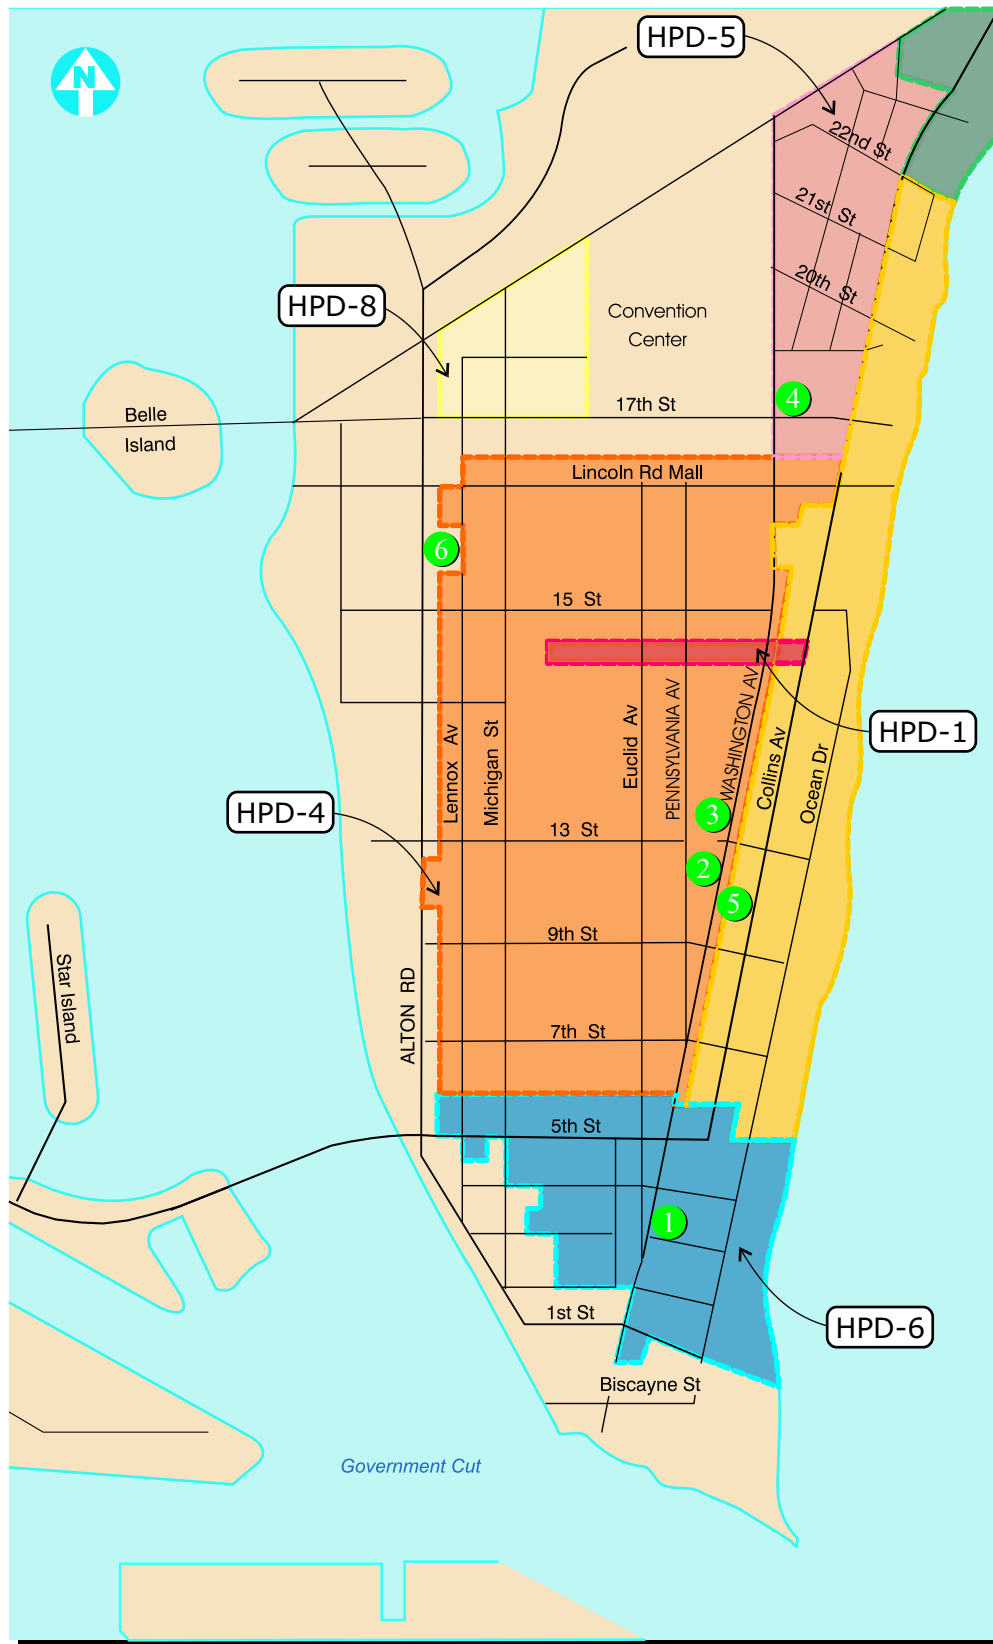 HPD-5
N
22nd St
21st St
20th St
HPD-8
Convention
Center
4
17th St
Belle
Island
Lincoln Rd Mall
6
15 St
HPD-1
WASHINGTON AV
PENNSYLVANIA AV
Euclid Av
Michigan St
Lennox Av
Collins Av
Ocean Dr
3
HPD-4
13 St
2
5
9th St
Star Island
ALTON RD
7th St
5th St
1
1st St
HPD-6
Biscayne St
Government Cut